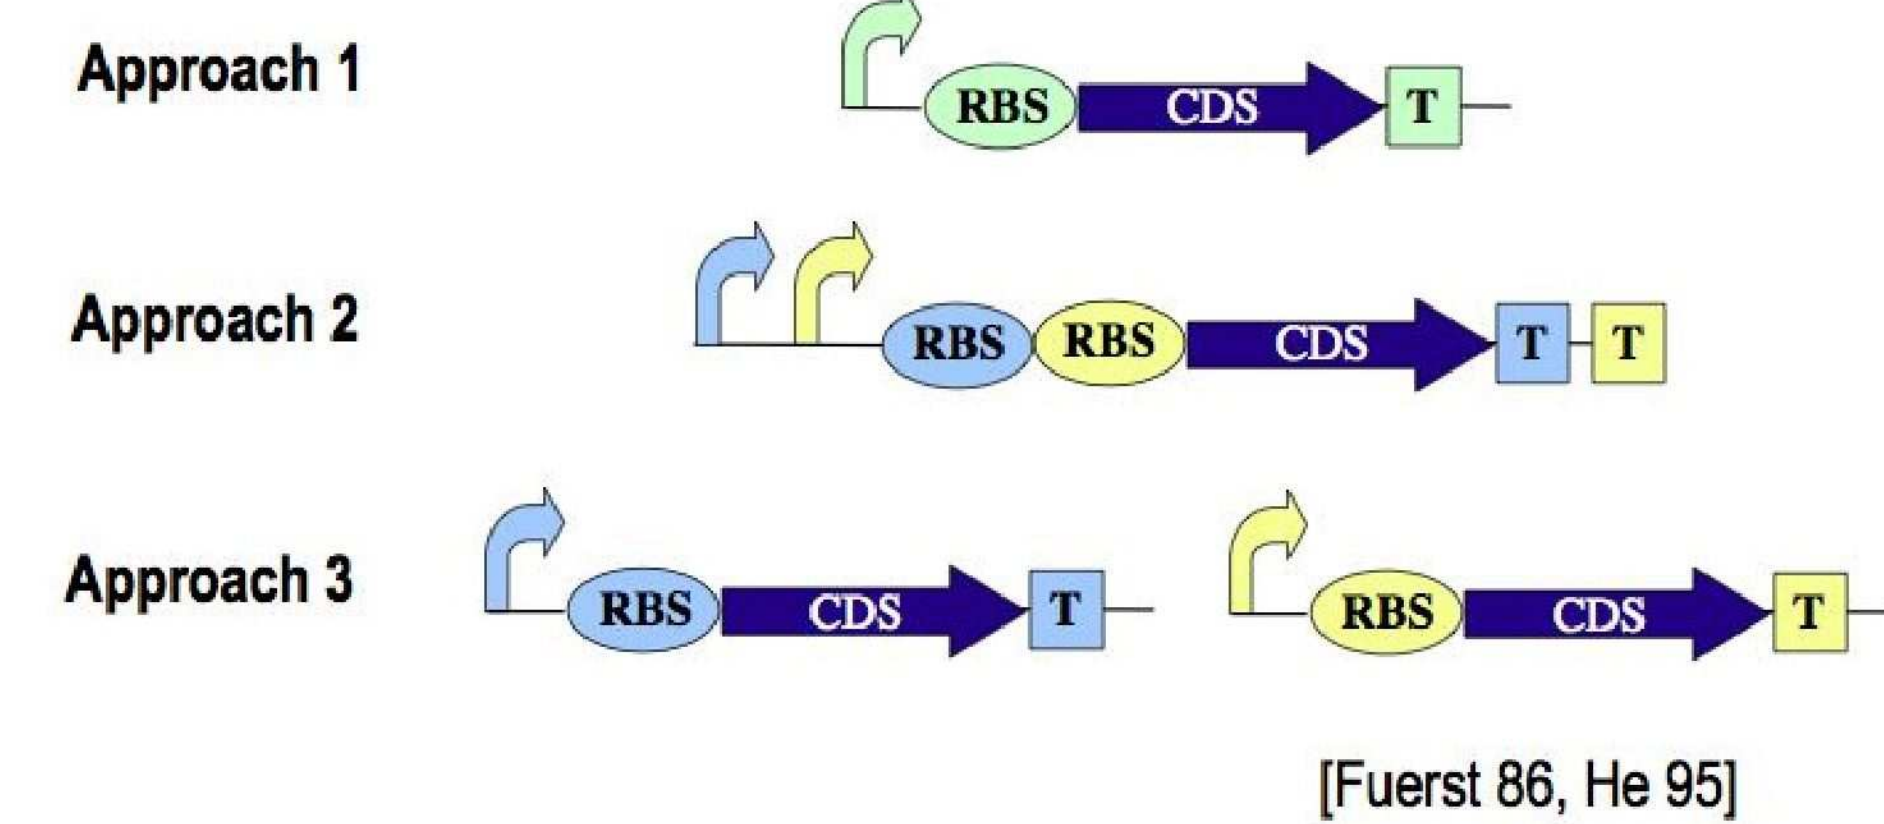 Approach 1
RBS CDS T
Approach 2
RBS RBS CDS T T
Approach 3
RBS CDS T RBS CDS T
[Fuerst 86, He 95]